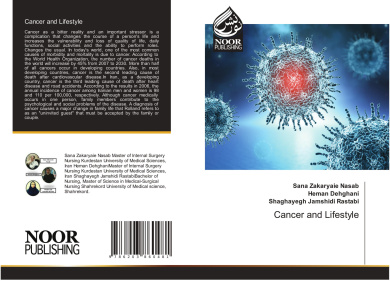 Cancer and Lifestyle
Cancer as a bitter reality and an important stressor is a
complication that changes the course of a person's life and
increases the vulnerability and loss of quality of life, daily
functions, social activities and the ability to perform roles.
Changes the usual. In today's world, one of the most common
causes of morbidity and mortality is due to cancer. According to
the World Health Organization, the number of cancer deaths in
the world will increase by 45% from 2007 to 2030. More than half
of all cancers occur in developing countries. Also, in most
developing countries, cancer is the second leading cause of
death after cardiovascular disease.In Iran, as a developing
country, cancer is the third leading cause of death after heart
disease and road accidents. According to the results in 2008, the
annual incidence of cancer among Iranian men and women is
and 110 per 100,000, respectively. Although cancer medically
occurs in one person, family members contribute to the
psychological and social problems of the disease. A diagnosis of
cancer causes a major change in family life that Roland refers to
as an "uninvited guest" that must be accepted by the family or
couple.
Sana Zakaryaie Nasab:Master of Internal Surgery
Nursing Kurdestan University of Medical Sciences,
Iran Heman Dehghani:Master of Internal Surgery
Nursing Kurdestan University of Medical Sciences,
Iran Shaghayegh Jamshidi Rastabi:Bachelor of
Nursing, Master of Science in Medical-Surgical
Nursing Shahrekord University of Medical science,
Shahrekord.
NOOR
PUBLISHING
NOOR
PUBLISHING
Sana Zakaryaie Nasab
Heman Dehghani
Shaghayegh Jamshidi Rastabi
Cancer and Lifestyle